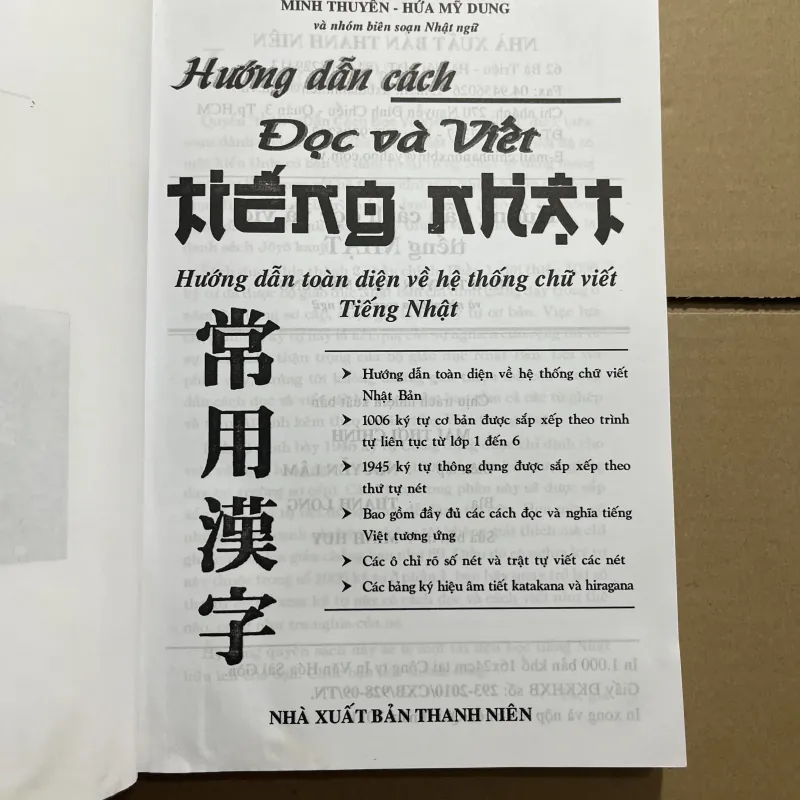 MINH THUYÊN - HỨA MỸ DUNG
và nhóm biên soạn Nhật ngữ
Hướng dẫn cách
Đọc và Viết
tiếng nhật
Hướng dẫn toàn diện về hệ thống chữ viết
Tiếng Nhật
常用漢字
➢ Hướng dẫn toàn diện về hệ thống chữ viết
Nhật Bản
➢ 1006 ký tự cơ bản được sắp xếp theo trình
tự liên tục từ lớp 1 đến 6
➢ 1945 ký tự thông dụng được sắp xếp theo
thứ tự nét
➢ Bao gồm đầy đủ các cách đọc và nghĩa tiếng
Việt tương ứng
➢ Các ô chỉ rõ số nét và trật tự viết các nét
➢ Các bảng ký hiệu âm tiết katakana và hiragana
NHÀ XUẤT BẢN THANH NIÊN